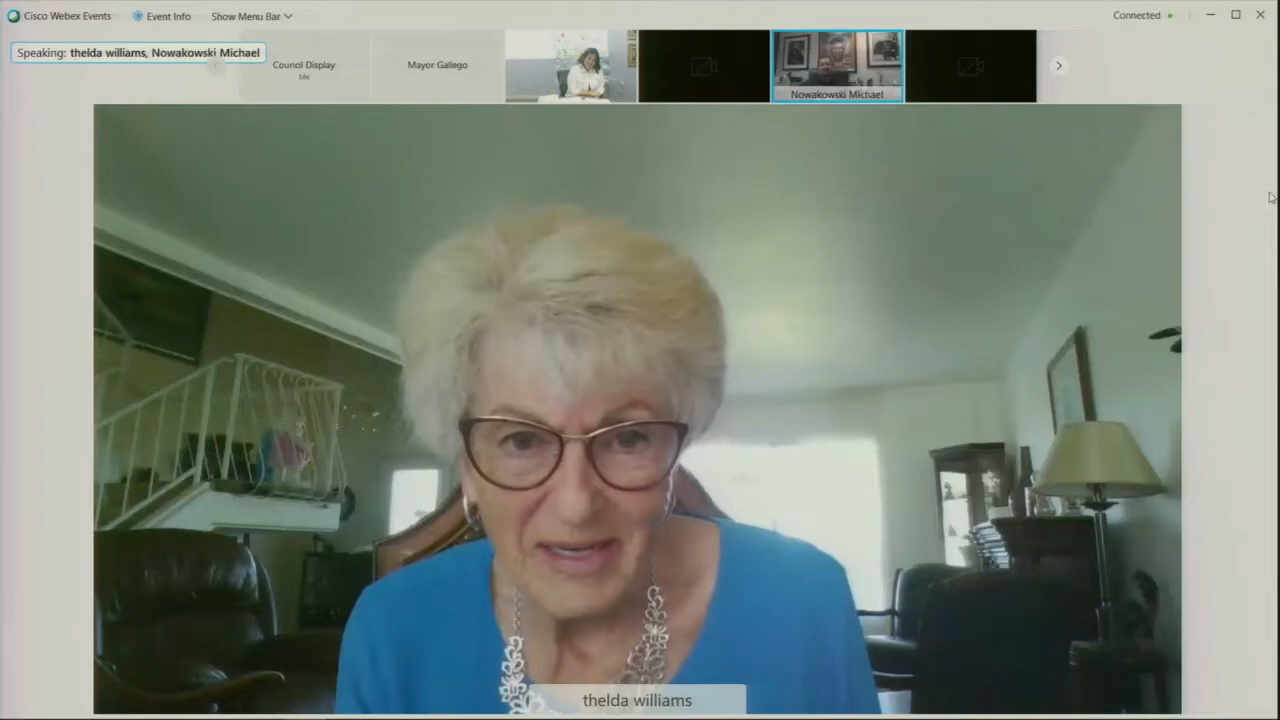 Cisco Webex Events
Event Info
Show Menu Bar
Connected
Speaking: thelda williams, Nowakowski Michael
Council Display
Me
Mayor Gallego
Nowakowski Michael
thelda williams